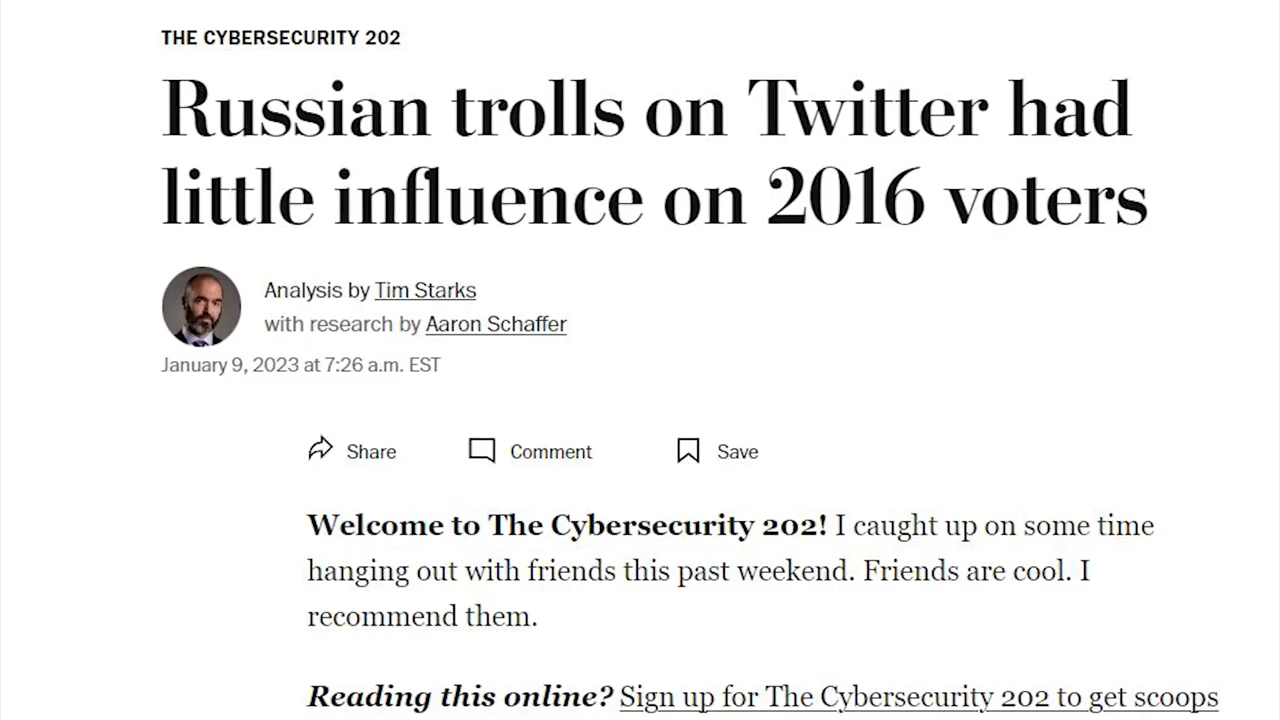 THE CYBERSECURITY 202
Russian trolls on Twitter had
little influence on 2016 voters
Analysis by Tim Starks
with research by Aaron Schaffer
January 9, 2023 at 7:26 a.m. EST
Share
Comment
Save
Welcome to The Cybersecurity 202! I caught up on some time
hanging out with friends this past weekend. Friends are cool. I
recommend them.
Reading this online? Sign up for The Cybersecurity 202 to get scoops